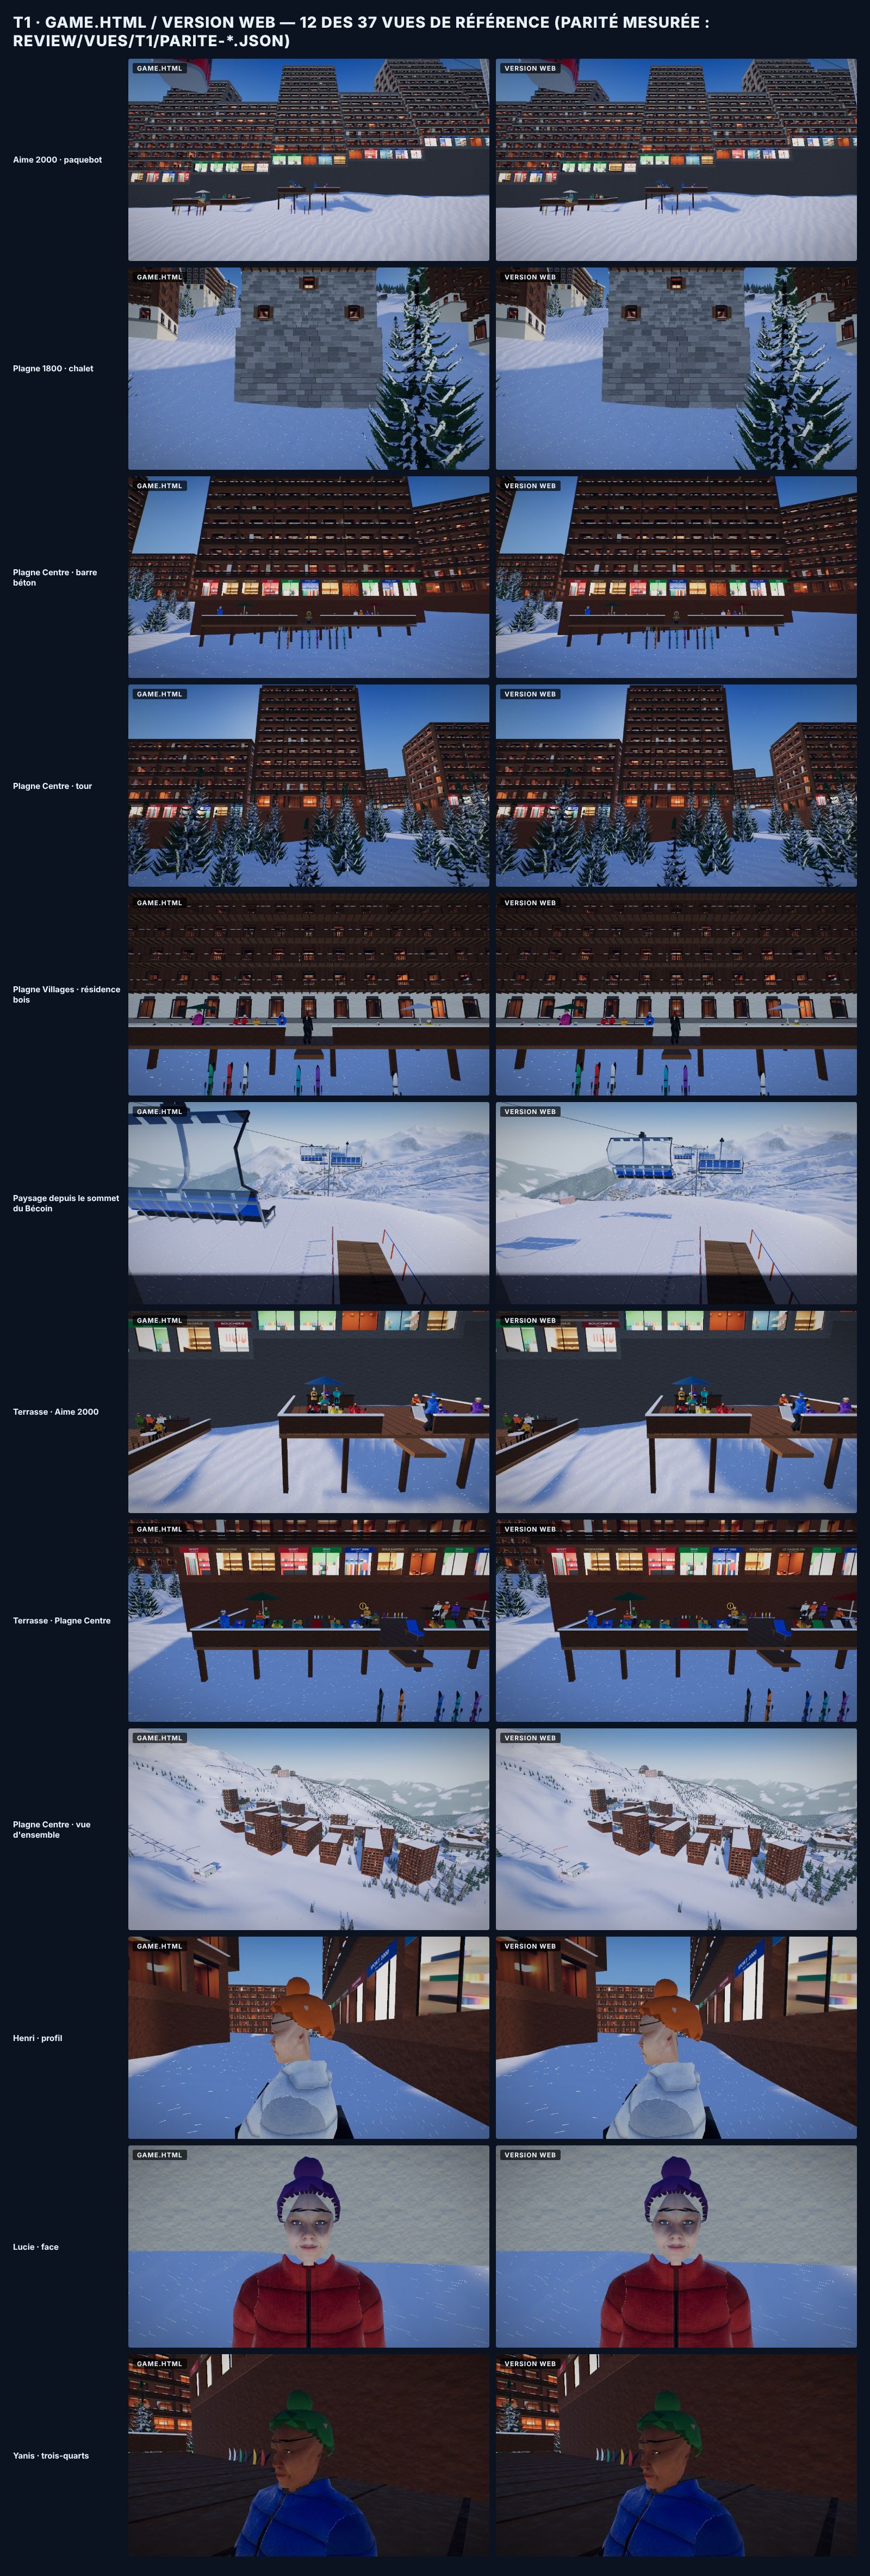 T1 · GAME.HTML / VERSION WEB — 12 DES 37 VUES DE RÉFÉRENCE (PARITÉ MESURÉE :
REVIEW/VUES/T1/PARITE-*.JSON)
GAME.HTML
VERSION WEB
Aime 2000 · paquebot
GAME.HTML
VERSION WEB
Plagne 1800 · chalet
GAME.HTML
VERSION WEB
Plagne Centre · barre
béton
GAME.HTML
VERSION WEB
Plagne Centre · tour
GAME.HTML
VERSION WEB
Plagne Villages · résidence
bois
GAME.HTML
VERSION WEB
Paysage depuis le sommet
du Bécoin
GAME.HTML
VERSION WEB
Terrasse · Aime 2000
GAME.HTML
VERSION WEB
Terrasse · Plagne Centre
GAME.HTML
VERSION WEB
Plagne Centre · vue
d'ensemble
GAME.HTML
VERSION WEB
Henri · profil
GAME.HTML
VERSION WEB
Lucie · face
GAME.HTML
VERSION WEB
Yanis · trois-quarts